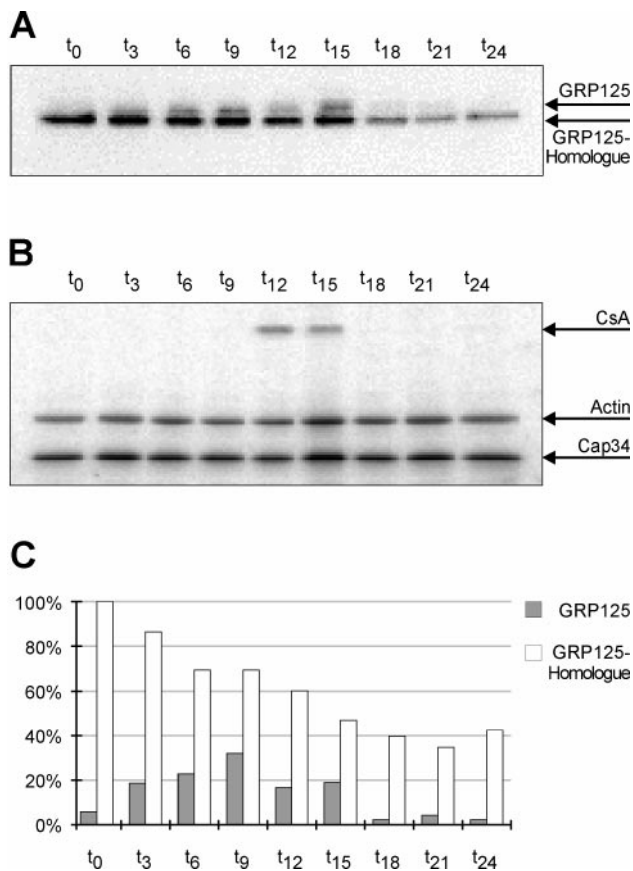 A
t0 t3 t6 t9 t12 t15 t18 t21 t24
GRP125
GRP125-
Homologue
B
t0 t3 t6 t9 t12 t15 t18 t21 t24
CsA
Actin
Cap34
C
100%
80%
60%
40%
20%
0%
GRP125
GRP125-
Homologue
t0 t3 t6 t9 t12 t15 t18 t21 t24